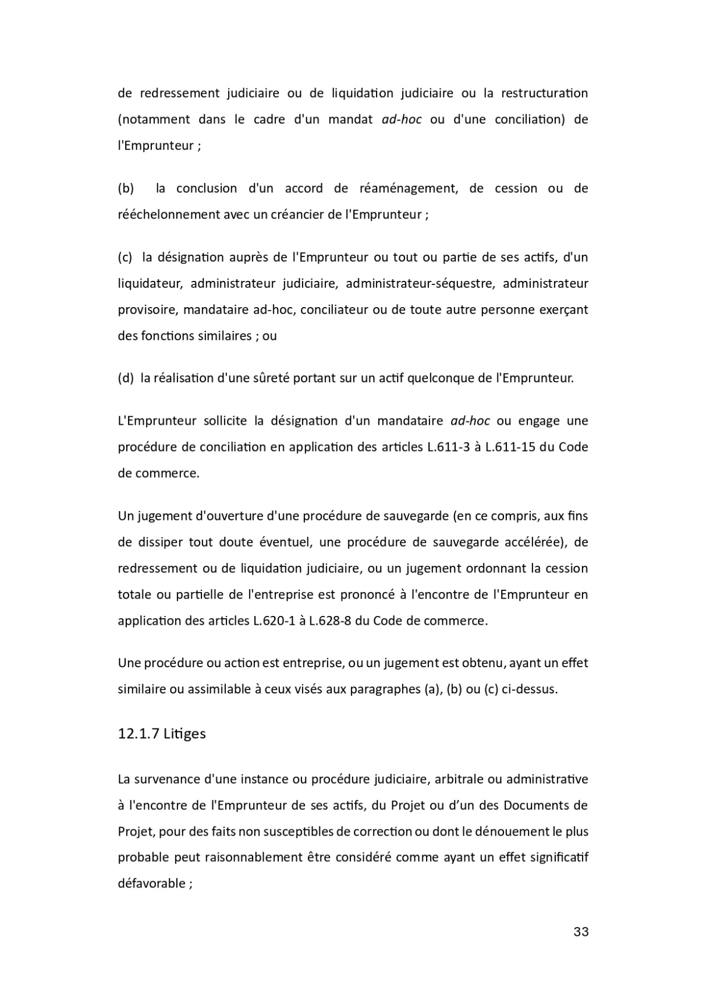 de redressement judiciaire ou de liquidation judiciaire ou la restructuration
(notamment dans le cadre d'un mandat ad-hoc ou d'une conciliation) de
l'Emprunteur ;
(b) la conclusion d'un accord de réaménagement, de cession ou de
rééchelonnement avec un créancier de l'Emprunteur ;
(c) la désignation auprès de l'Emprunteur ou tout ou partie de ses actifs, d'un
liquidateur, administrateur judiciaire, administrateur-séquestre, administrateur
provisoire, mandataire ad-hoc, conciliateur ou de toute autre personne exerçant
des fonctions similaires ; ou
(d) la réalisation d'une sûreté portant sur un actif quelconque de l'Emprunteur.
L'Emprunteur sollicite la désignation d'un mandataire ad-hoc ou engage une
procédure de conciliation en application des articles L.611-3 à L.611-15 du Code
de commerce.
Un jugement d'ouverture d'une procédure de sauvegarde (en ce compris, aux fins
de dissiper tout doute éventuel, une procédure de sauvegarde accélérée), de
redressement ou de liquidation judiciaire, ou un jugement ordonnant la cession
totale ou partielle de l'entreprise est prononcé à l'encontre de l'Emprunteur en
application des articles L.620-1 à L.628-8 du Code de commerce.
Une procédure ou action est entreprise, ou un jugement est obtenu, ayant un effet
similaire ou assimilable à ceux visés aux paragraphes (a), (b) ou (c) ci-dessus.
12.1.7 Litiges
La survenance d'une instance ou procédure judiciaire, arbitrale ou administrative
à l'encontre de l'Emprunteur de ses actifs, du Projet ou d’un des Documents de
Projet, pour des faits non susceptibles de correction ou dont le dénouement le plus
probable peut raisonnablement être considéré comme ayant un effet significatif
défavorable ;
33